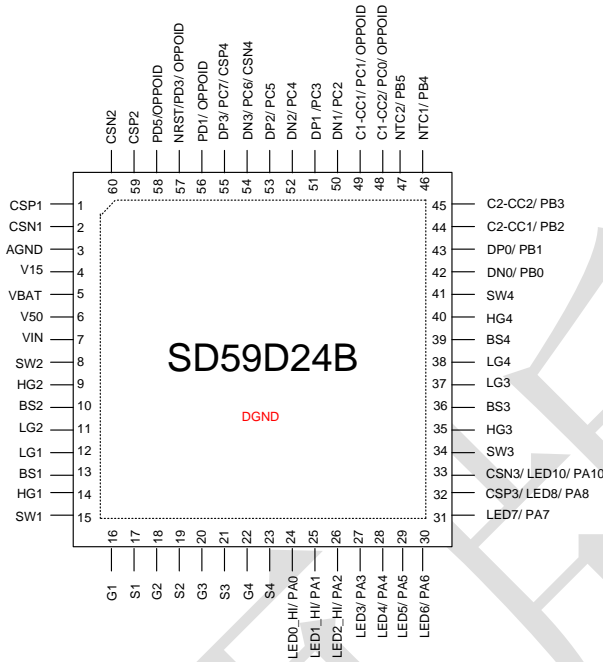 CSN2
CSP2
PD5/OPPOID
NRST/PD3/ OPPOID
PD1/ OPPOID
DP3/ PC7/ CSP4
DN3/ PC6/ CSN4
DP2/ PC5
DN2/ PC4
DP1 /PC3
DN1/ PC2
C1-CC1/ PC1/ OPPOID
C1-CC2/ PC0/ OPPOID
NTC2/ PB5
NTC1/ PB4
60 59 58 57 56 55 54 53 52 51 50 49 48 47 46
CSP1 1
CSN1 2
AGND 3
V15 4
VBAT 5
V50 6
VIN 7
SW2 8
HG2 9
BS2 10
LG2 11
LG1 12
BS1 13
HG1 14
SW1 15
SD59D24B
DGND
45 C2-CC2/ PB3
44 C2-CC1/ PB2
43 DP0/ PB1
42 DN0/ PB0
41 SW4
40 HG4
39 BS4
38 LG4
37 LG3
36 BS3
35 HG3
34 SW3
33 CSN3/ LED10/ PA10
32 CSP3/ LED8/ PA8
31 LED7/ PA7
16 17 18 19 20 21 22 23 24 25 26 27 28 29 30
G1
S1
G2
S2
G3
S3
G4
S4
LED0_HI/ PA0
LED1_HI/ PA1
LED2_HI/ PA2
LED3/ PA3
LED4/ PA4
LED5/ PA5
LED6/ PA6